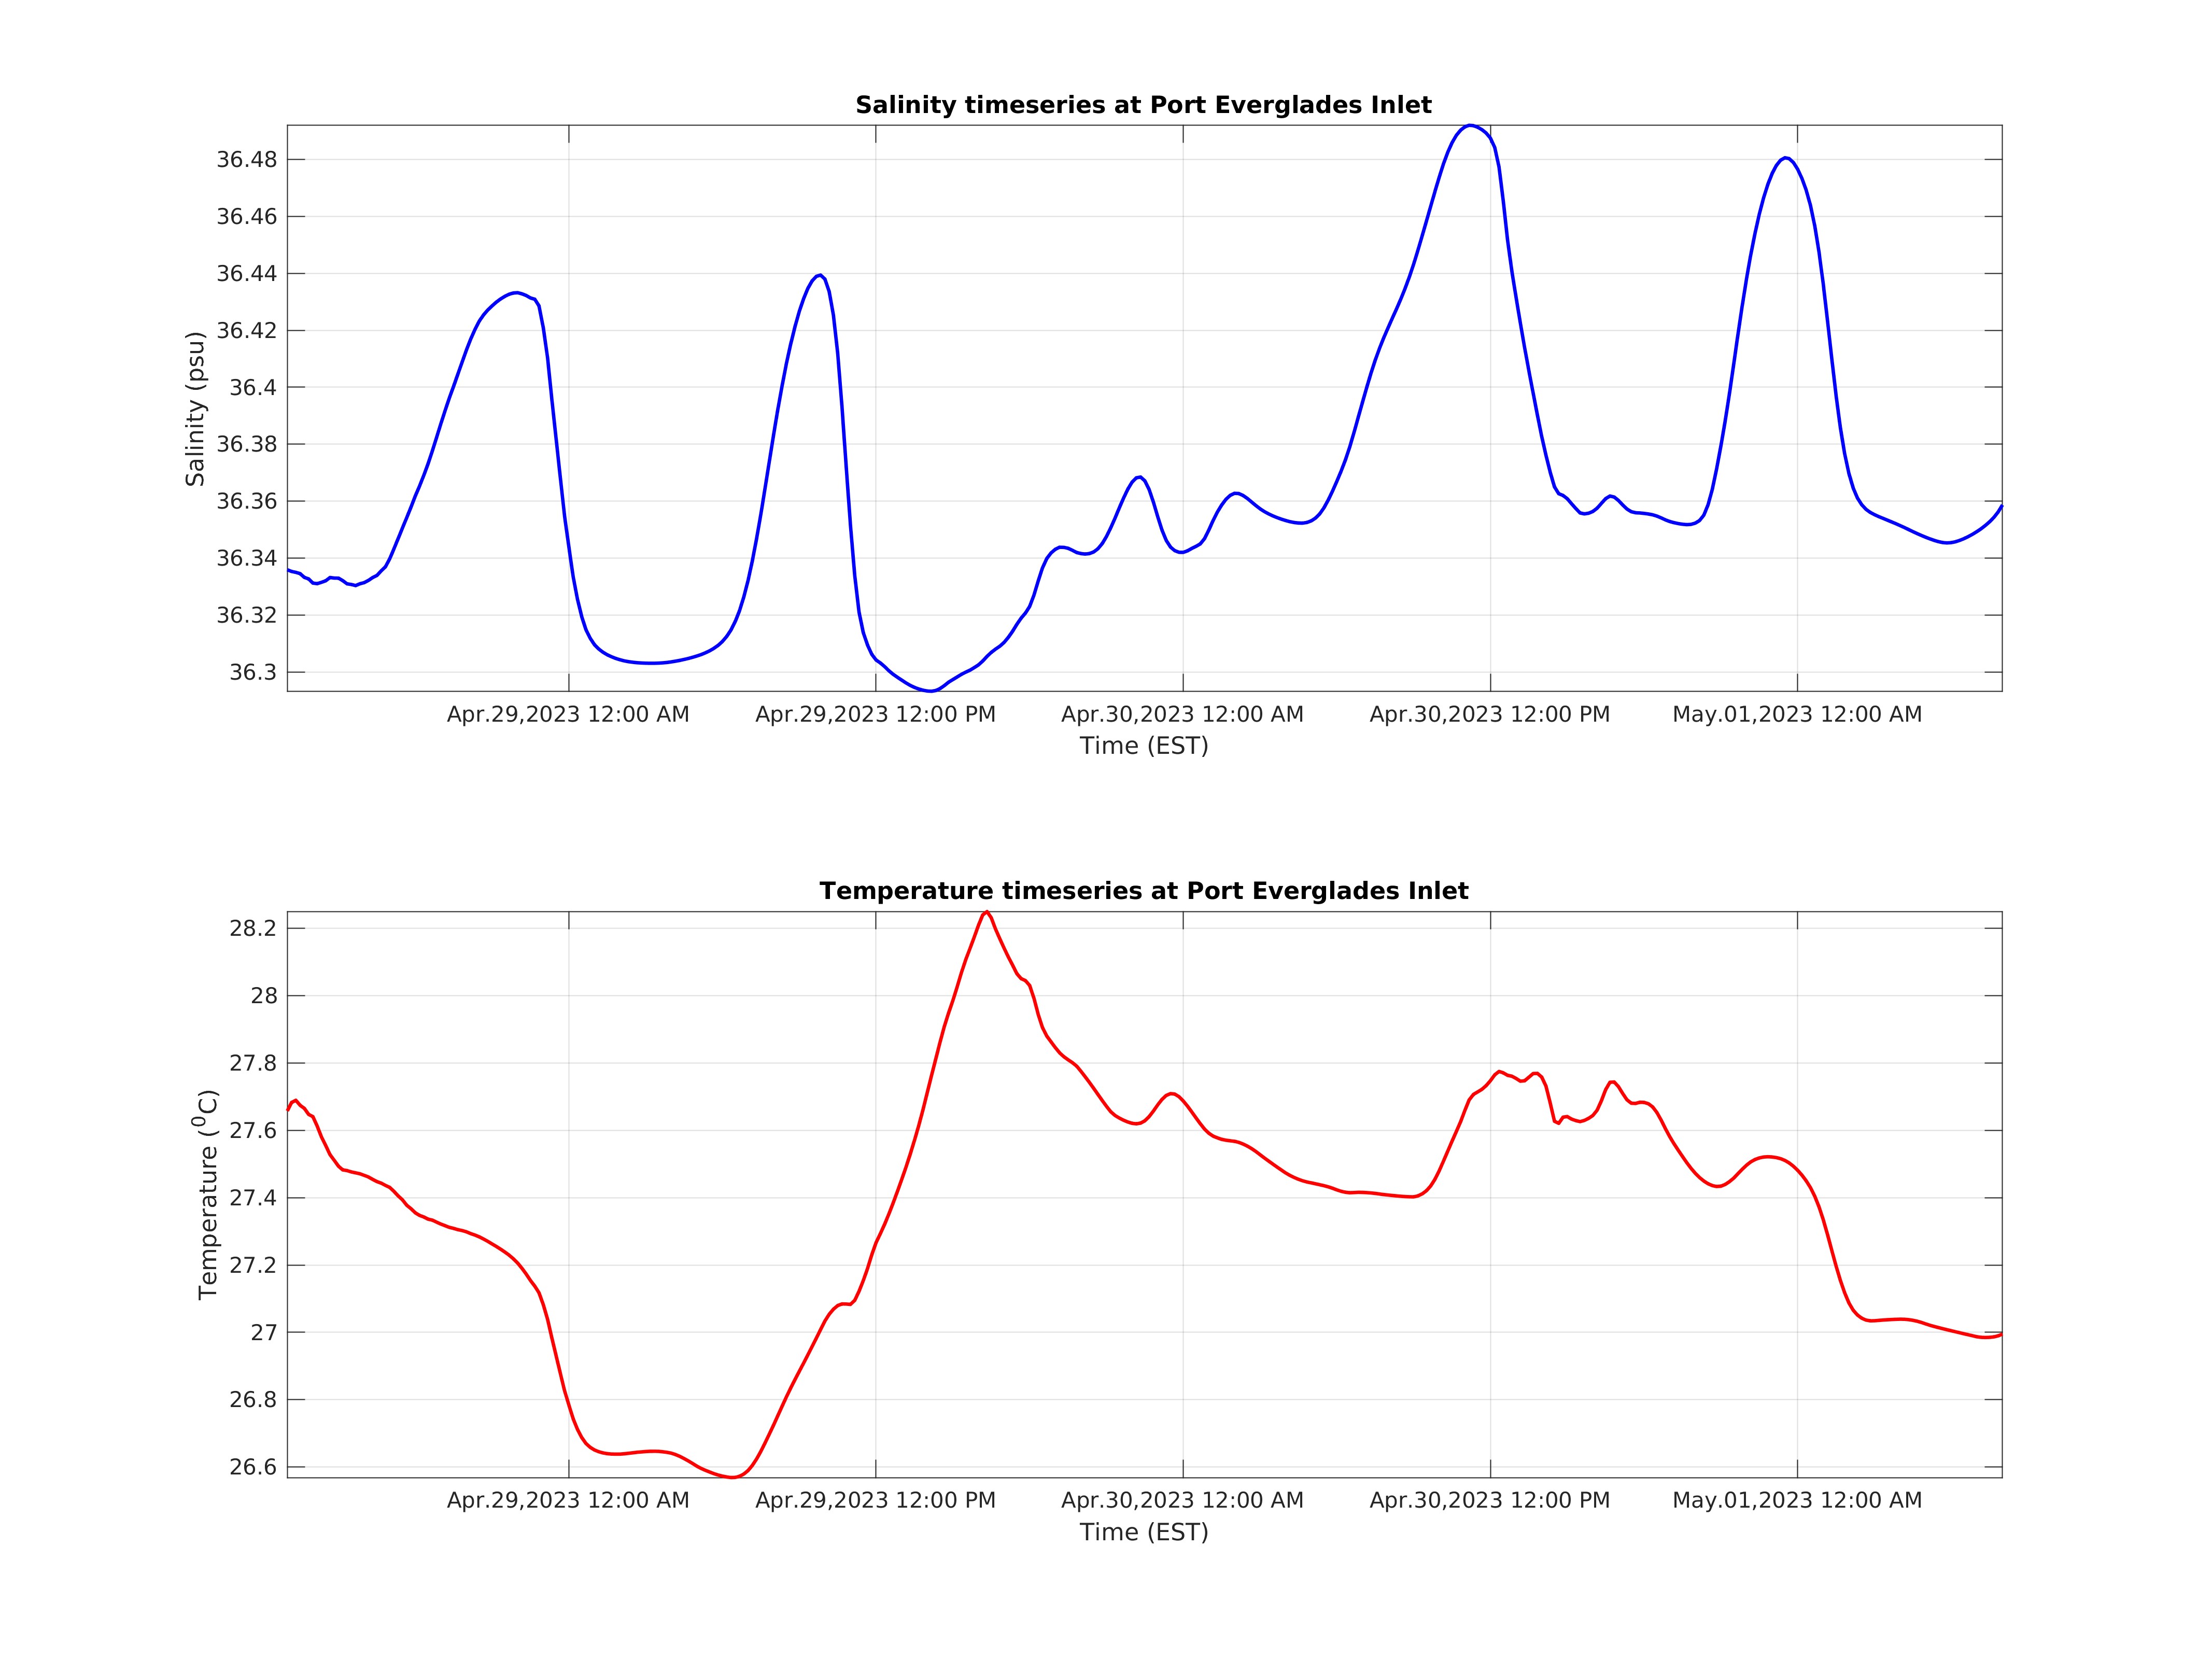 Salinity timeseries at Port Everglades Inlet
36.48
36.46
36.44
36.42
36.4
36.38
36.36
36.34
36.32
36.3
Salinity (psu)
Apr.29,2023 12:00 AM Apr.29,2023 12:00 PM Apr.30,2023 12:00 AM Apr.30,2023 12:00 PM May.01,2023 12:00 AM
Time (EST)
Temperature timeseries at Port Everglades Inlet
28.2
28
27.8
27.6
27.4
27.2
27
26.8
26.6
Temperature (⁰C)
Apr.29,2023 12:00 AM Apr.29,2023 12:00 PM Apr.30,2023 12:00 AM Apr.30,2023 12:00 PM May.01,2023 12:00 AM
Time (EST)